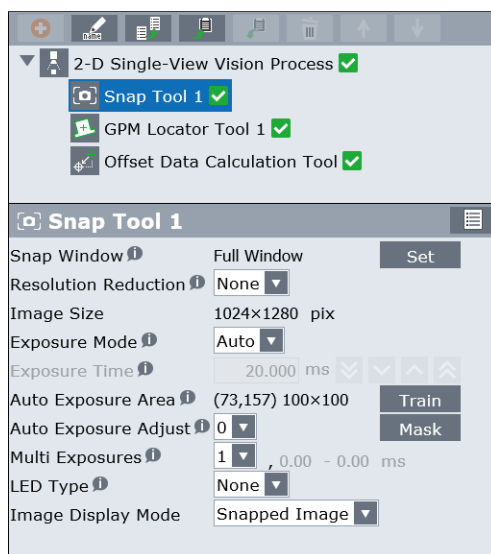 name
2-D Single-View Vision Process
Snap Tool 1
GPM Locator Tool 1
Offset Data Calculation Tool
Snap Tool 1
Snap Window Full Window Set
Resolution Reduction None
Image Size 1024×1280 pix
Exposure Mode Auto
Exposure Time 20.000 ms
Auto Exposure Area (73,157) 100×100 Train
Auto Exposure Adjust 0 Mask
Multi Exposures 1 , 0.00 - 0.00 ms
LED Type None
Image Display Mode Snapped Image